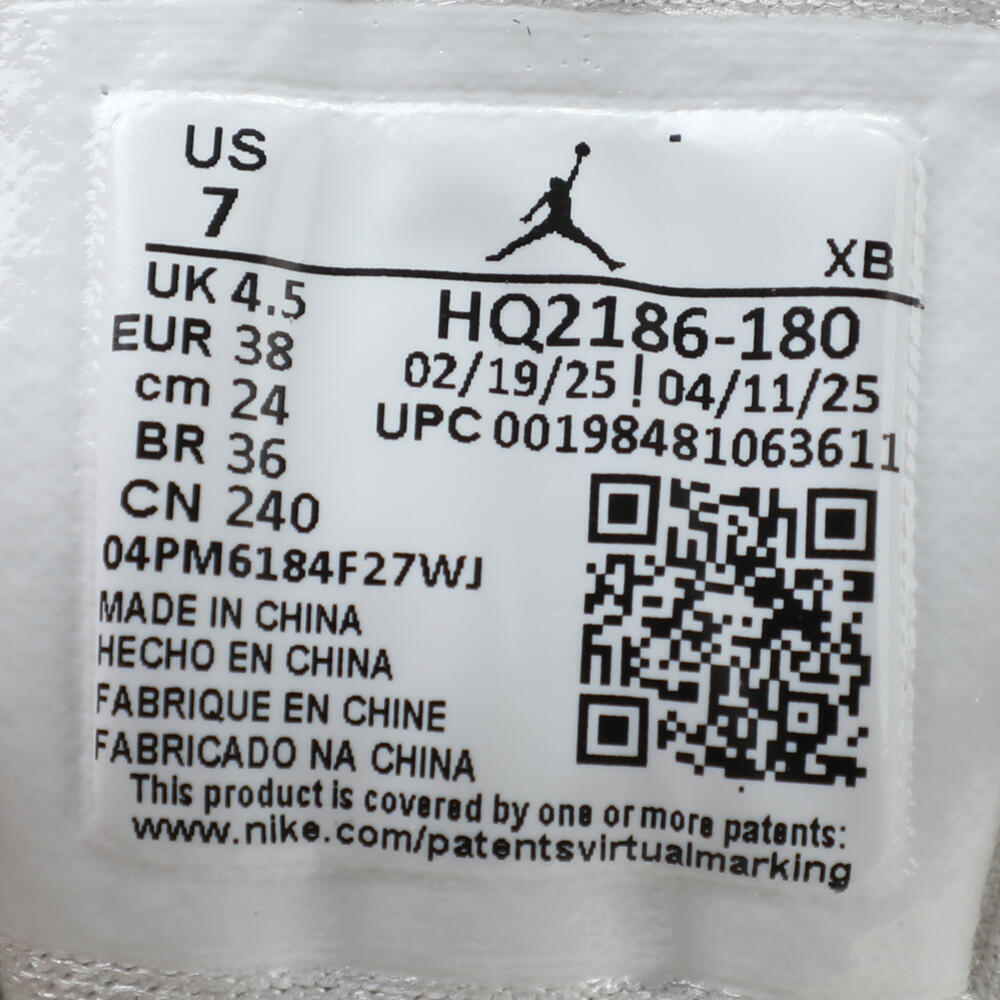 US
7
XB
UK 4.5
HQ2186-180
EUR 38
02/19/25 ! 04/11/25
cm 24
UPC 00198481063611
BR 36
CN 240
04PM6184F27WJ
MADE IN CHINA
HECHO EN CHINA
FABRIQUE EN CHINE
FABRICADO NA CHINA
This product is covered by one or more patents:
www.nike.com/patentsvirtualmarking